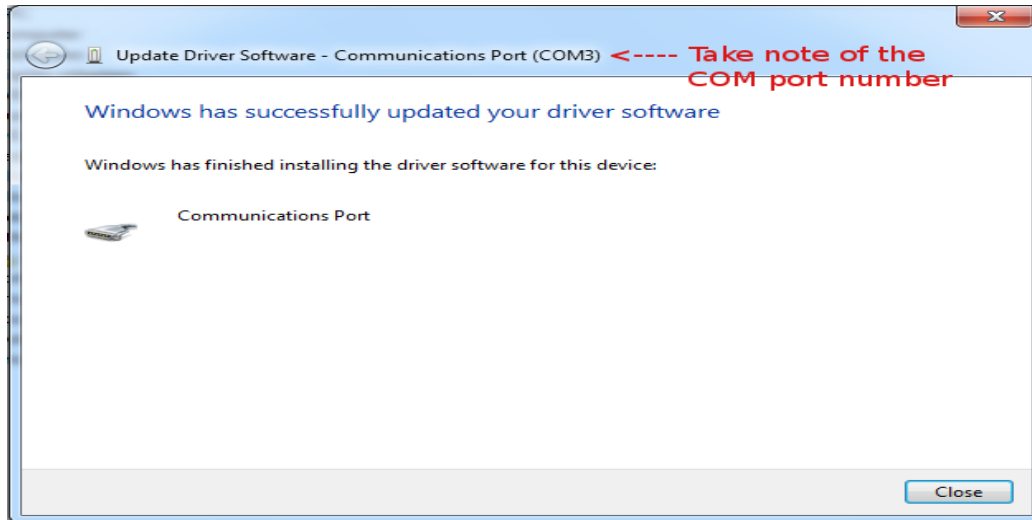 Update Driver Software - Communications Port (COM3) <---- Take note of the
COM port number
Windows has successfully updated your driver software
Windows has finished installing the driver software for this device:
Communications Port
Close